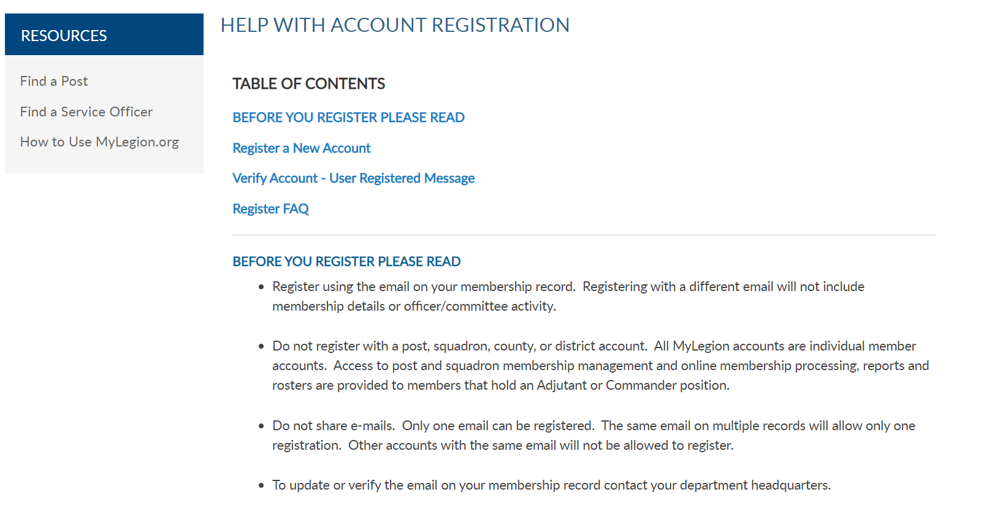 RESOURCES
Find a Post
Find a Service Officer
How to Use MyLegion.org
HELP WITH ACCOUNT REGISTRATION
TABLE OF CONTENTS
BEFORE YOU REGISTER PLEASE READ
Register a New Account
Verify Account - User Registered Message
Register FAQ
BEFORE YOU REGISTER PLEASE READ
• Register using the email on your membership record.  Registering with a different email will not include
membership details or officer/committee activity.
• Do not register with a post, squadron, county, or district account.  All MyLegion accounts are individual member
accounts.  Access to post and squadron membership management and online membership processing, reports and
rosters are provided to members that hold an Adjutant or Commander position.
• Do not share e-mails.  Only one email can be registered.  The same email on multiple records will allow only one
registration.  Other accounts with the same email will not be allowed to register.
• To update or verify the email on your membership record contact your department headquarters.